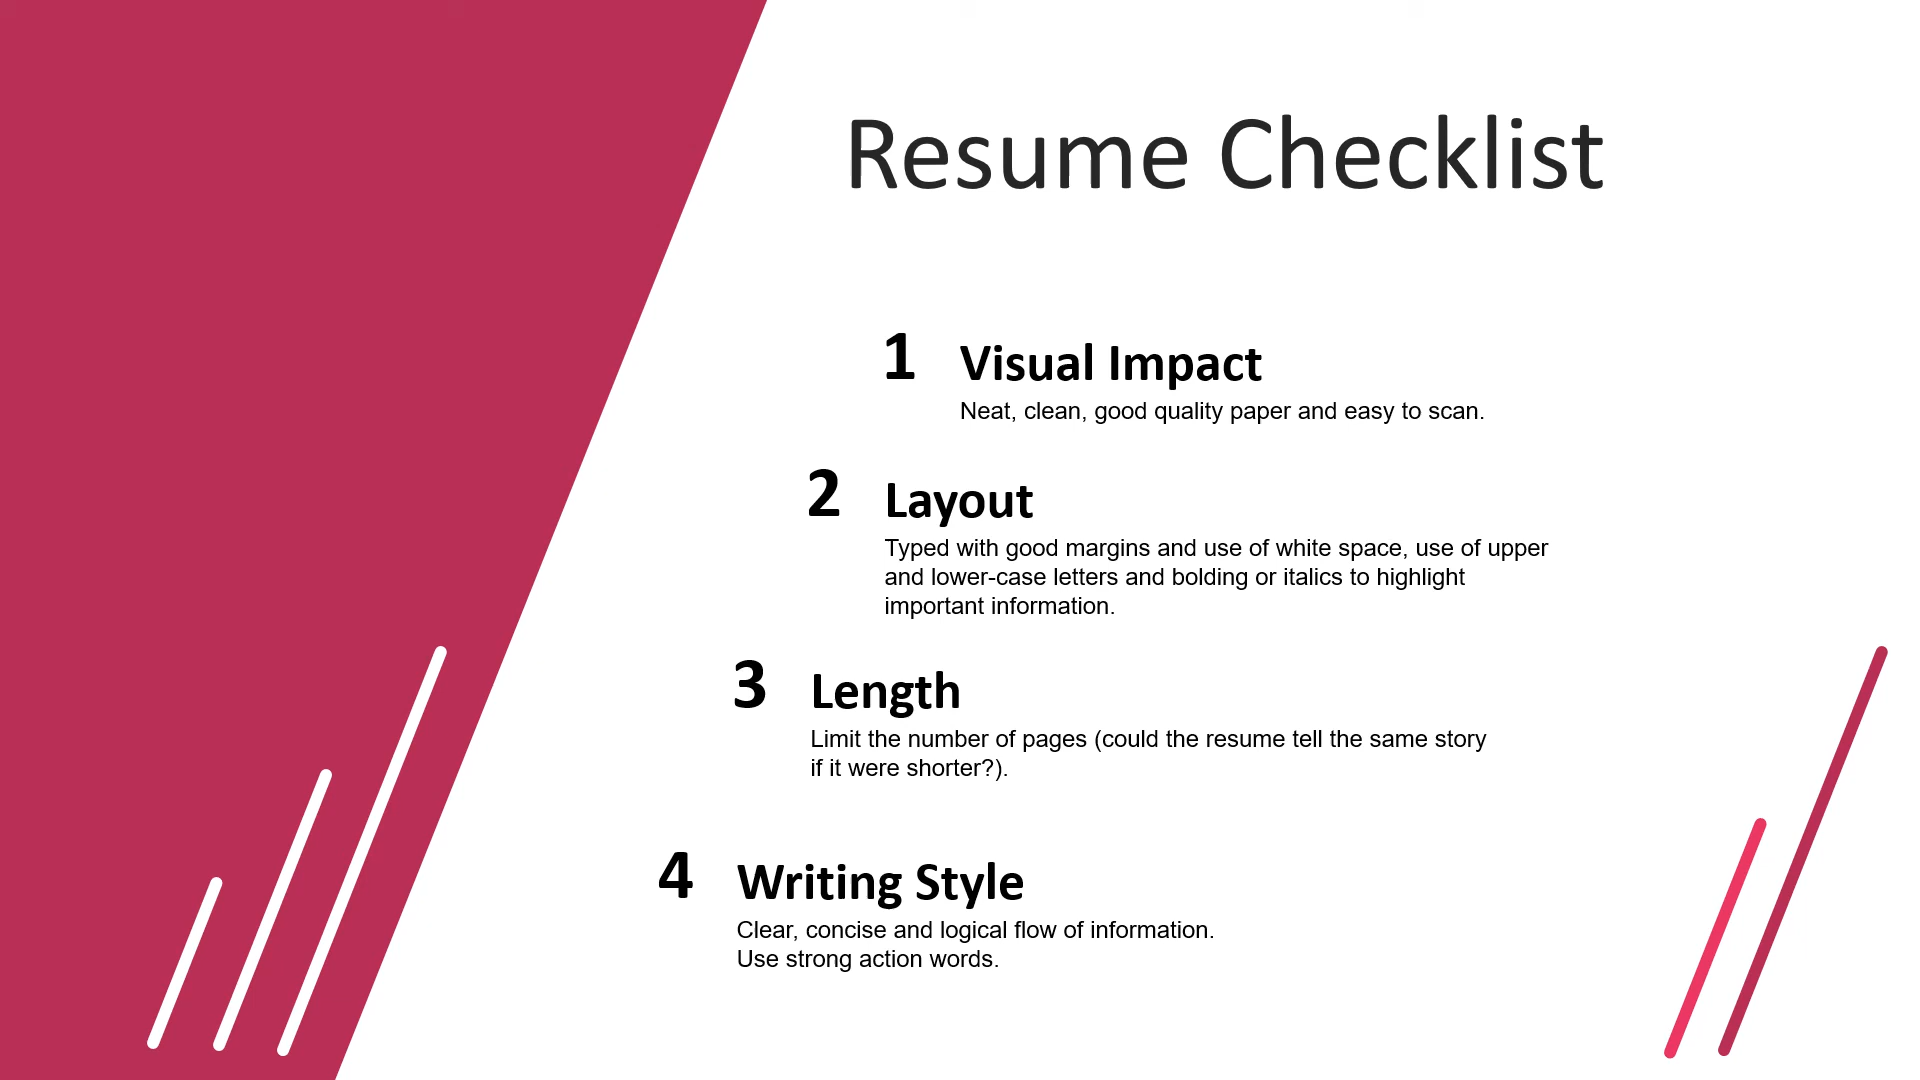 Resume Checklist
1 Visual Impact
Neat, clean, good quality paper and easy to scan.
2 Layout
Typed with good margins and use of white space, use of upper
and lower-case letters and bolding or italics to highlight
important information.
3 Length
Limit the number of pages (could the resume tell the same story
if it were shorter?).
4 Writing Style
Clear, concise and logical flow of information.
Use strong action words.